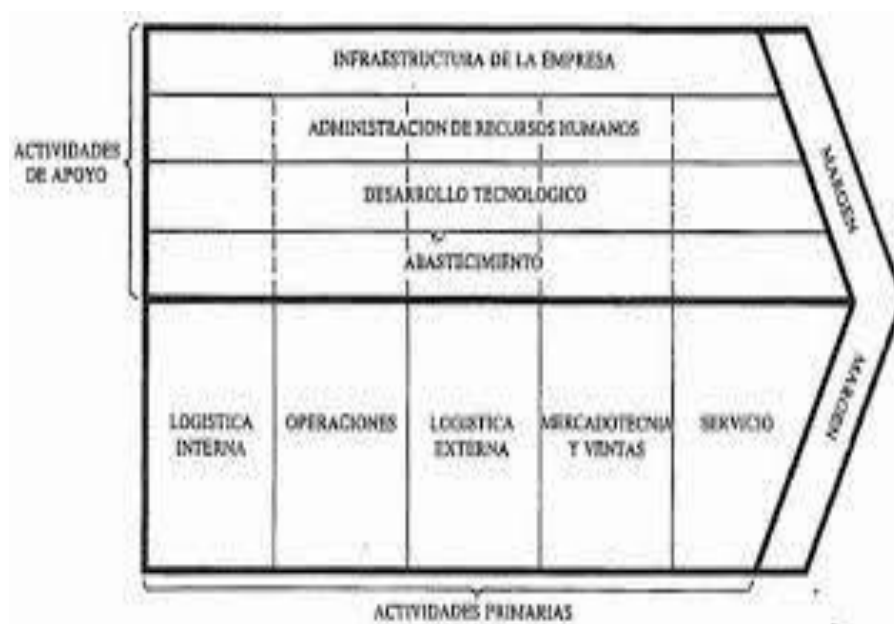 INFRAESTRUCTURA DE LA EMPRESA
ADMINISTRACION DE RECURSOS HUMANOS
ACTIVIDADES
DE APOYO
DESARROLLO TECNOLOGICO
ABASTECIMIENTO
MARGEN
LOGISTICA
INTERNA
OPERACIONES
LOGISTICA
EXTERNA
MERCADOTECNIA
Y VENTAS
SERVICIO
MARGEN
ACTIVIDADES PRIMARIAS